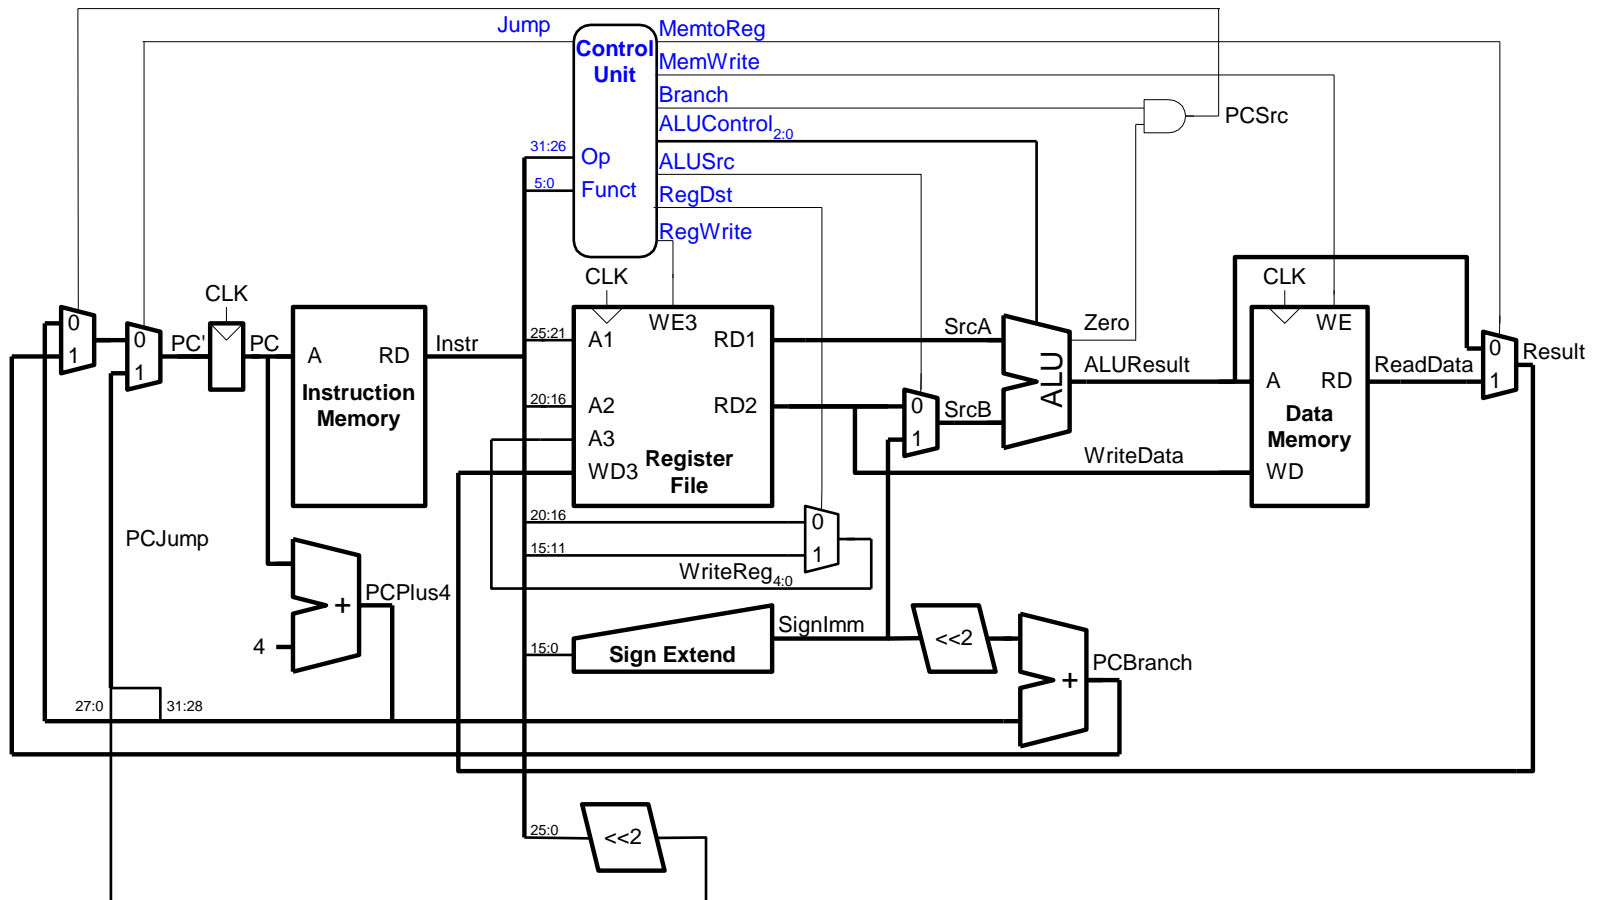 Jump
Control
Unit
MemtoReg
MemWrite
Branch
ALUControl2:0
ALUSrc
RegDst
RegWrite
PCSrc
31:26
Op
5:0
Funct
CLK
CLK
CLK
0
1
0
1
PC'
PC
A
RD
Instruction
Memory
Instr
25:21
A1
WE3
RD1
20:16
A2
RD2
A3
WD3
Register
File
SrcA
0
1
SrcB
ALU
Zero
ALUResult
WriteData
WE
A
RD
Data
Memory
WD
ReadData
0
1
Result
20:16
15:11
0
1
WriteReg4:0
PCJump
4
+
PCPlus4
15:0
Sign Extend
SignImm
<<2
+
PCBranch
27:0
31:28
25:0
<<2